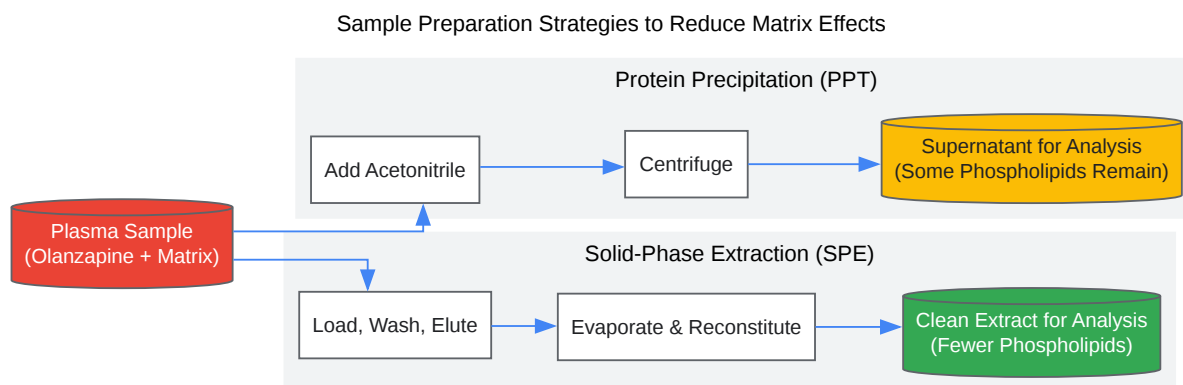 Sample Preparation Strategies to Reduce Matrix Effects
Protein Precipitation (PPT)
Add Acetonitrile
Centrifuge
Supernatant for Analysis
(Some Phospholipids Remain)
Plasma Sample
(Olanzapine + Matrix)
Solid-Phase Extraction (SPE)
Load, Wash, Elute
Evaporate & Reconstitute
Clean Extract for Analysis
(Fewer Phospholipids)